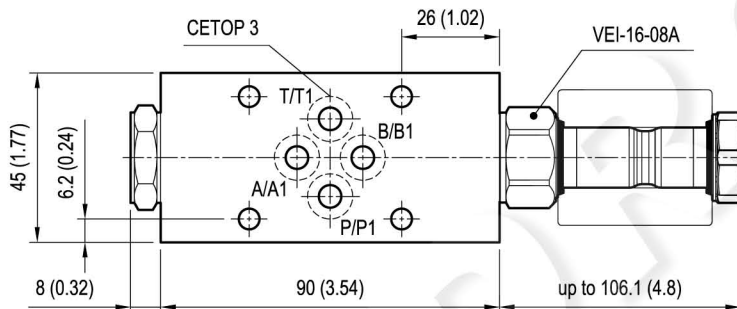 26 (1.02)
CETOP 3
VEI-16-08A
T/T1
B/B1
45 (1.77)
6.2 (0.24)
A/A1
P/P1
8 (0.32)
90 (3.54)
up to 106.1 (4.8)